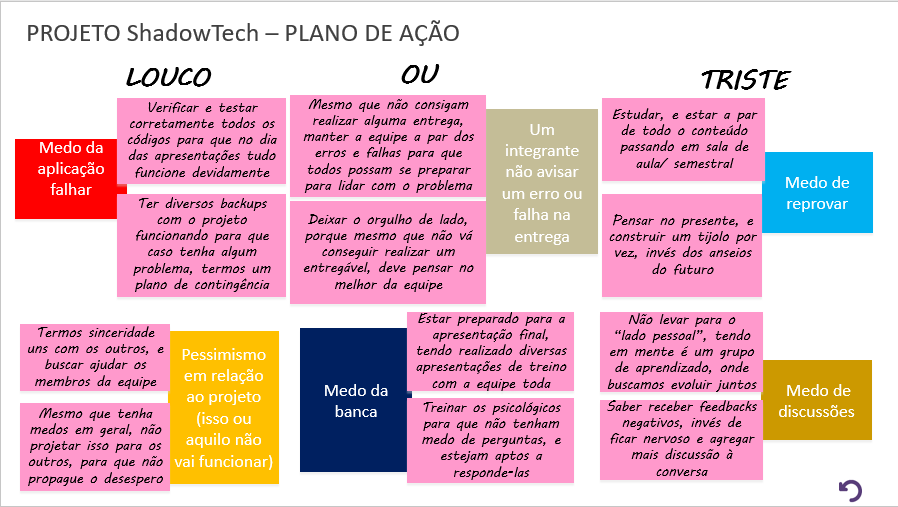 PROJETO ShadowTech – PLANO DE AÇÃO
LOUCO
OU
TRISTE
Medo da
aplicação
falhar
Verificar e testar
corretamente todos os
códigos para que no dia
das apresentações tudo
funcione devidamente
Ter diversos backups
com o projeto
funcionando para que
caso tenha algum
problema, termos um
plano de contingência
Mesmo que não consigam
realizar alguma entrega,
manter a equipe a par dos
erros e falhas para que
todos possam se preparar
para lidar com o problema
Deixar o orgulho de lado,
porque mesmo que não vá
conseguir realizar um
entregável, deve pensar no
melhor da equipe
Um
integrante
não avisar
um erro ou
falha na
entrega
Estudar, e estar a par
de todo o conteúdo
passando em sala de
aula/ semestral
Pensar no presente, e
construir um tijolo por
vez, invés dos anseios
do futuro
Medo de
reprovar
Termos sinceridade
uns com os outros, e
buscar ajudar os
membros da equipe
Mesmo que tenha
medos em geral, não
projetar isso para os
outros, para que não
propague o desespero
Pessimismo
em relação
ao projeto
(isso ou
aquilo não
vai funcionar)
Medo da
banca
Estar preparado para a
apresentação final,
tendo realizado diversas
apresentações de treino
com a equipe toda
Treinar os psicológicos
para que não tenham
medo de perguntas, e
estejam aptos a
responde-las
Não levar para o
“lado pessoal”, tendo
em mente é um grupo
de aprendizado, onde
buscamos evoluir juntos
Saber receber feedbacks
negativos, invés de
ficar nervoso e agregar
mais discussão à
conversa
Medo de
discussões